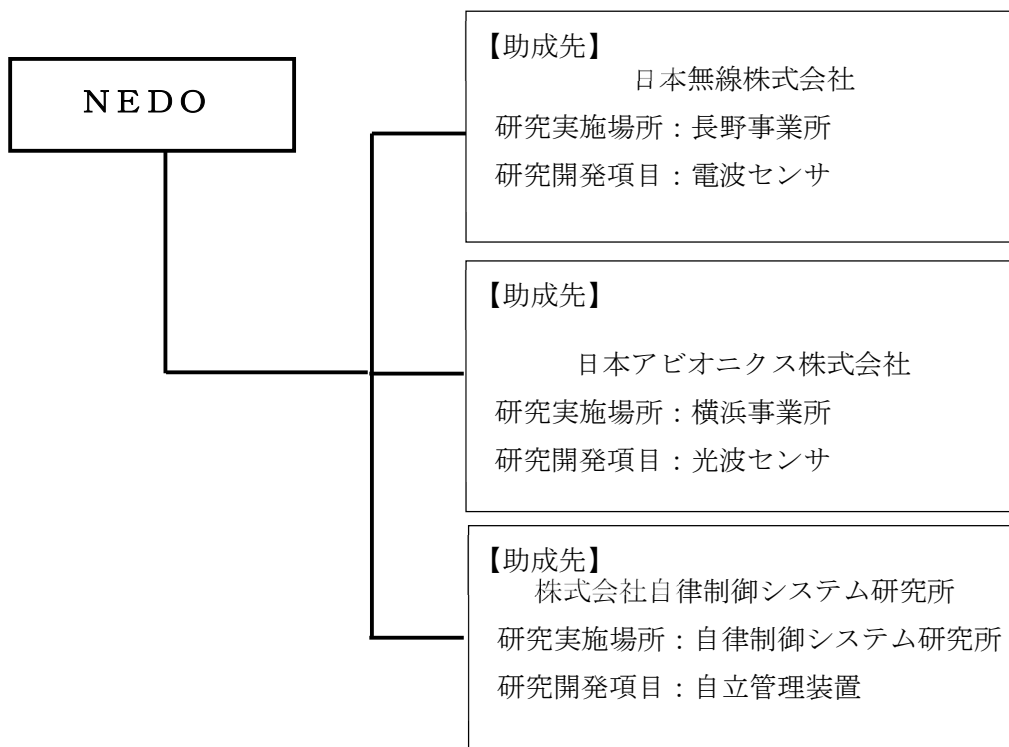 NEDO
【助成先】
日本無線株式会社
研究実施場所：長野事業所
研究開発項目：電波センサ
【助成先】
日本アビオニクス株式会社
研究実施場所：横浜事業所
研究開発項目：光波センサ
【助成先】
株式会社自律制御システム研究所
研究実施場所：自律制御システム研究所
研究開発項目：自立管理装置